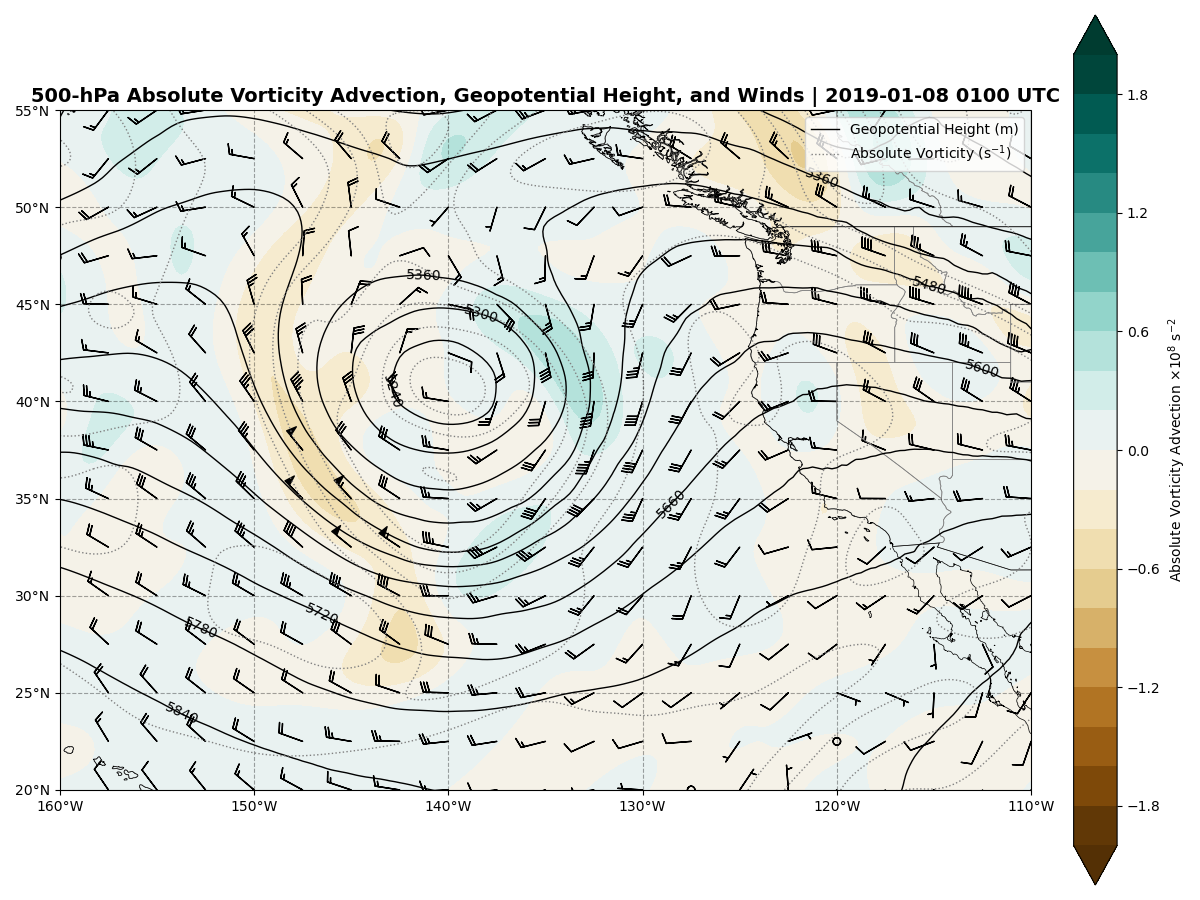 500-hPa Absolute Vorticity Advection, Geopotential Height, and Winds | 2019-01-08 0100 UTC
55°N
50°N
45°N
40°N
35°N
30°N
25°N
20°N
160°W
150°W
140°W
130°W
120°W
110°W
Geopotential Height (m)
Absolute Vorticity (s⁻¹)
5360
5360
5300
5240
5480
5600
5660
5720
5780
5840
1.8
1.2
0.6
0.0
−0.6
−1.2
−1.8
Absolute Vorticity Advection ×10⁸ s⁻²